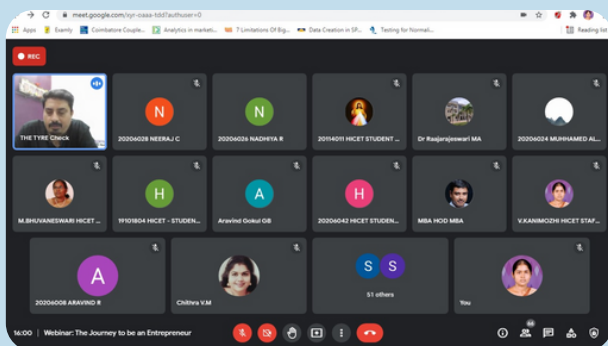 meet.google.com/xyr-oaaa-tdd?authuser=0
Apps Exemly Coimbatore Couple... Analytics in marketi... 7 Limitations Of Big... Data Creation in SP... Testing for Normali... Reading list
REC
THE TYRE Check
N
20206028 NEERAJ C
N
20206026 NADHIYA R
20114011 HICET STUDENT ...
Dr Raajarajeswari MA
20206024 MUHHAMED AL...
M.BHUVANESWARI HICET ...
H
19101804 HICET - STUDEN...
A
Aravind Gokul GB
H
20206042 HICET STUDEN...
MBA HOD MBA
V.KANIMOZHI HICET STAF...
A
20206008 ARAVIND R
Chithra V.M
S S
51 others
You
16:00 | Webinar: The Journey to be an Entrepreneur